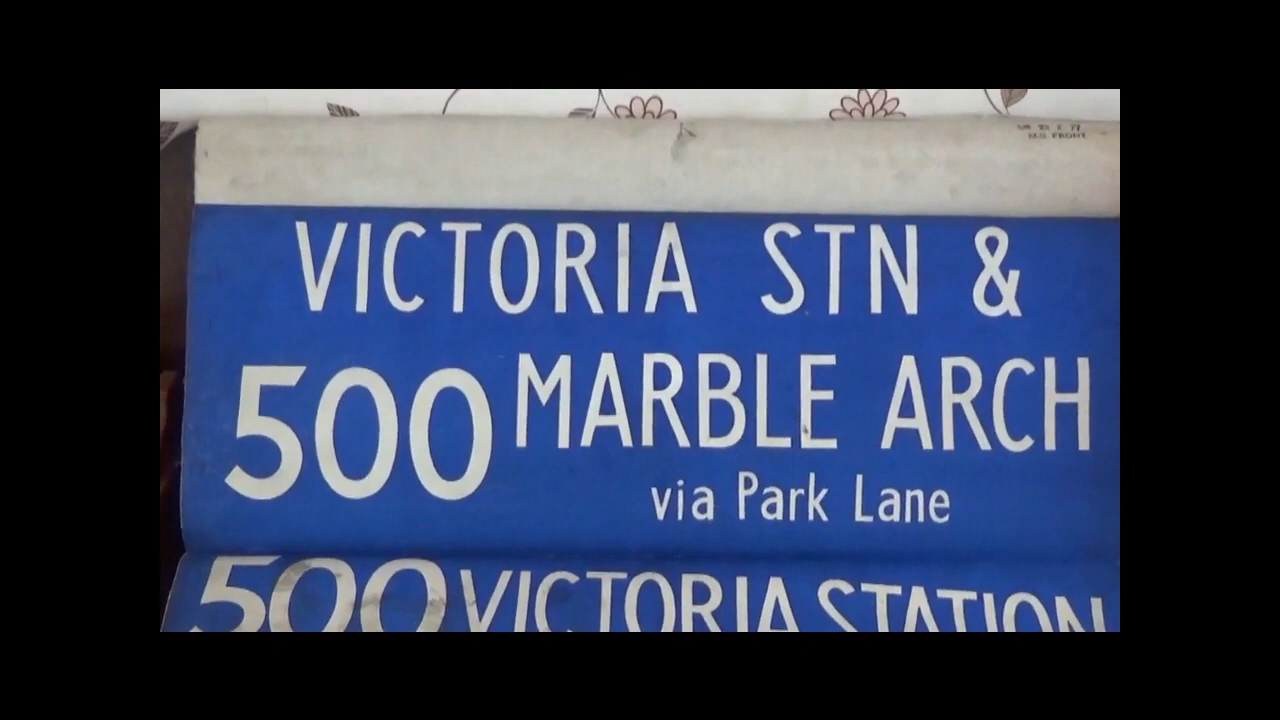 VICTORIA STN &
500 MARBLE ARCH
via Park Lane
500 VICTORIA STATION